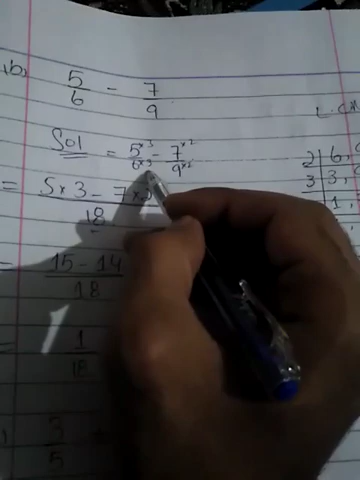 b) 5/6 - 7/9
L.C.M
Sol = 5×3/6×3 - 7×2/9×2
2 | 6,
3 | 3,
1,
= 5×3 - 7×2/18
= 15-14/18
= 1/18
3/5